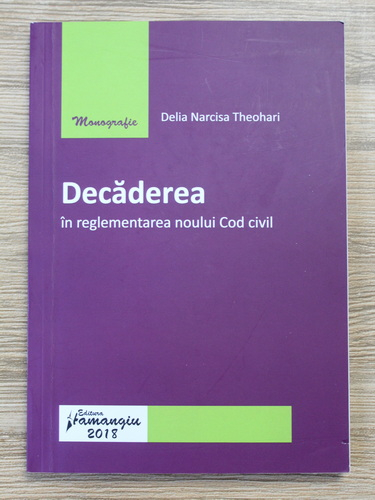 Monografie
Delia Narcisa Theohari
Decăderea
în reglementarea noului Cod civil
Editura
Hamangiu
2018